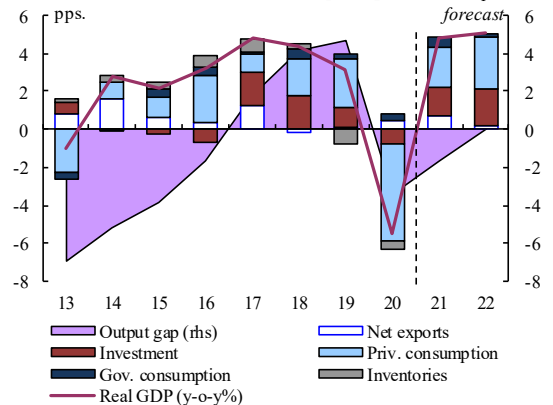 forecast
pps.
8 8
6 6
4 4
2 2
0 0
-2 -2
-4 -4
-6 -6
-8 -8
13 14 15 16 17 18 19 20 21 22
Output gap (rhs) Net exports
Investment Priv. consumption
Gov. consumption Inventories
Real GDP (y-o-y%)